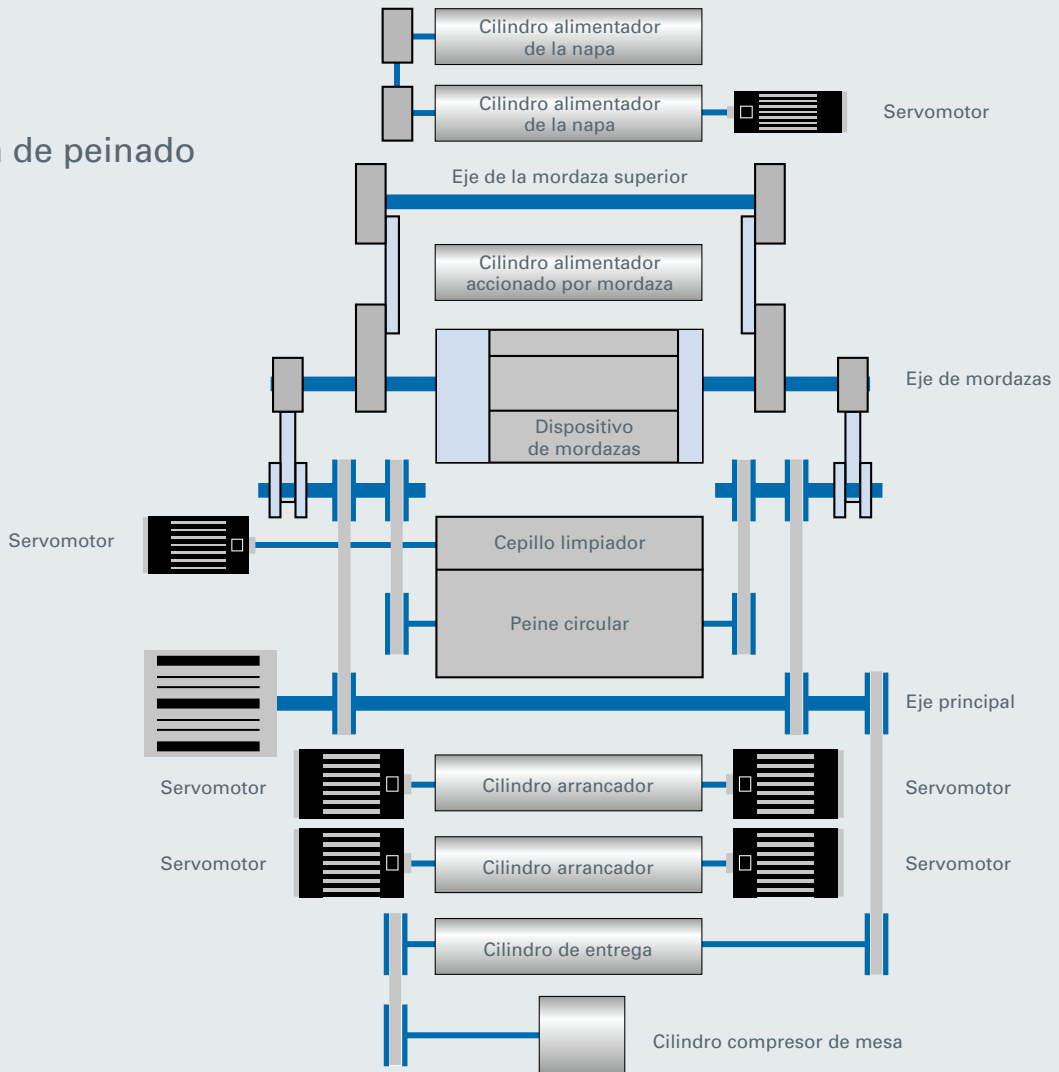 Cilindro alimentador
de la napa
Cilindro alimentador
de la napa
Servomotor
de peinado
Eje de la mordaza superior
Cilindro alimentador
accionado por mordaza
Eje de mordazas
Dispositivo
de mordazas
Servomotor
Cepillo limpiador
Peine circular
Eje principal
Servomotor
Cilindro arrancador
Servomotor
Servomotor
Cilindro arrancador
Servomotor
Cilindro de entrega
Cilindro compresor de mesa